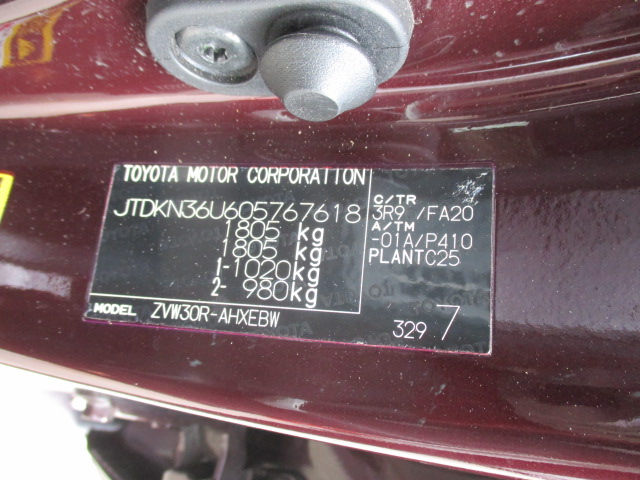 TOYOTA MOTOR CORPORATION
JTDKN36U605767618
1805 kg
1805 kg
1-1020kg
2- 980kg
MODEL ZVW30R-AHXEBW
C/TR
3R9 /FA20
A/TM
-01A/P410
PLANTC25
329 7